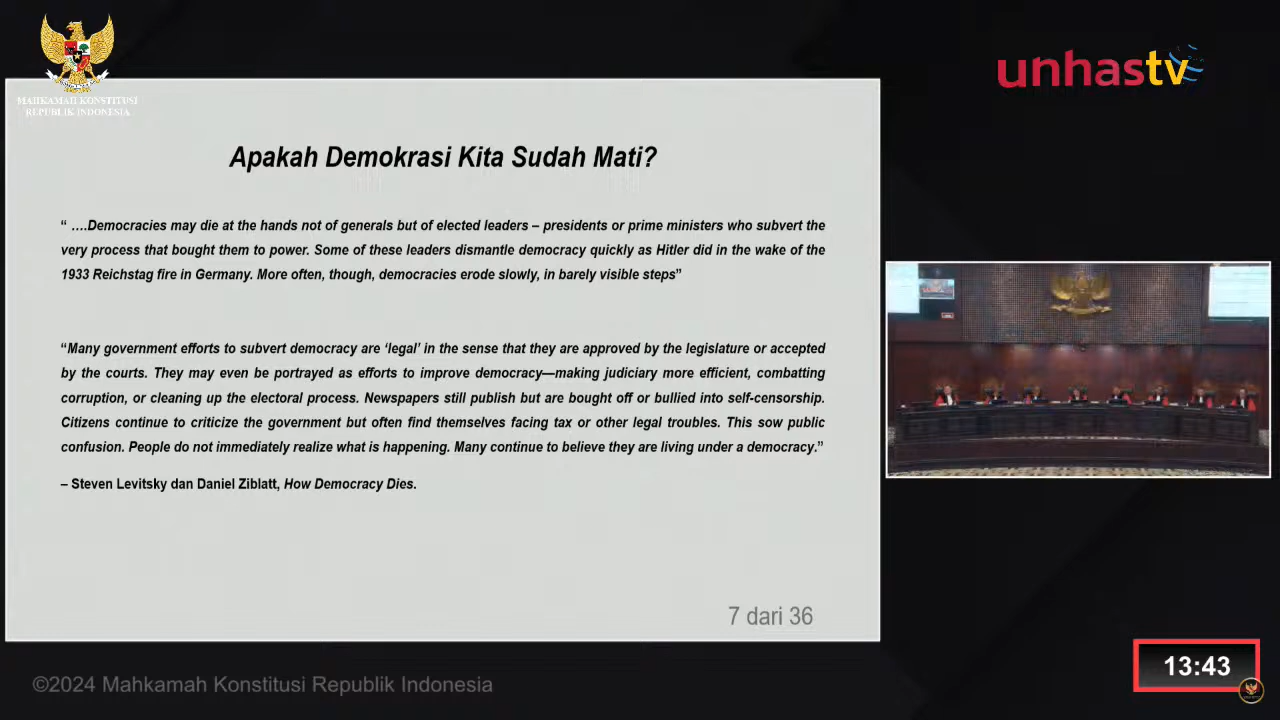 MAHKAMAH KONSTITUSI
REPUBLIK INDONESIA
unhastv
Apakah Demokrasi Kita Sudah Mati?
“ ….Democracies may die at the hands not of generals but of elected leaders – presidents or prime ministers who subvert the
very process that bought them to power. Some of these leaders dismantle democracy quickly as Hitler did in the wake of the
1933 Reichstag fire in Germany. More often, though, democracies erode slowly, in barely visible steps”
“Many government efforts to subvert democracy are ‘legal’ in the sense that they are approved by the legislature or accepted
by the courts. They may even be portrayed as efforts to improve democracy—making judiciary more efficient, combatting
corruption, or cleaning up the electoral process. Newspapers still publish but are bought off or bullied into self-censorship.
Citizens continue to criticize the government but often find themselves facing tax or other legal troubles. This sow public
confusion. People do not immediately realize what is happening. Many continue to believe they are living under a democracy.”
– Steven Levitsky dan Daniel Ziblatt, How Democracy Dies.
7 dari 36
©2024 Mahkamah Konstitusi Republik Indonesia
13:43